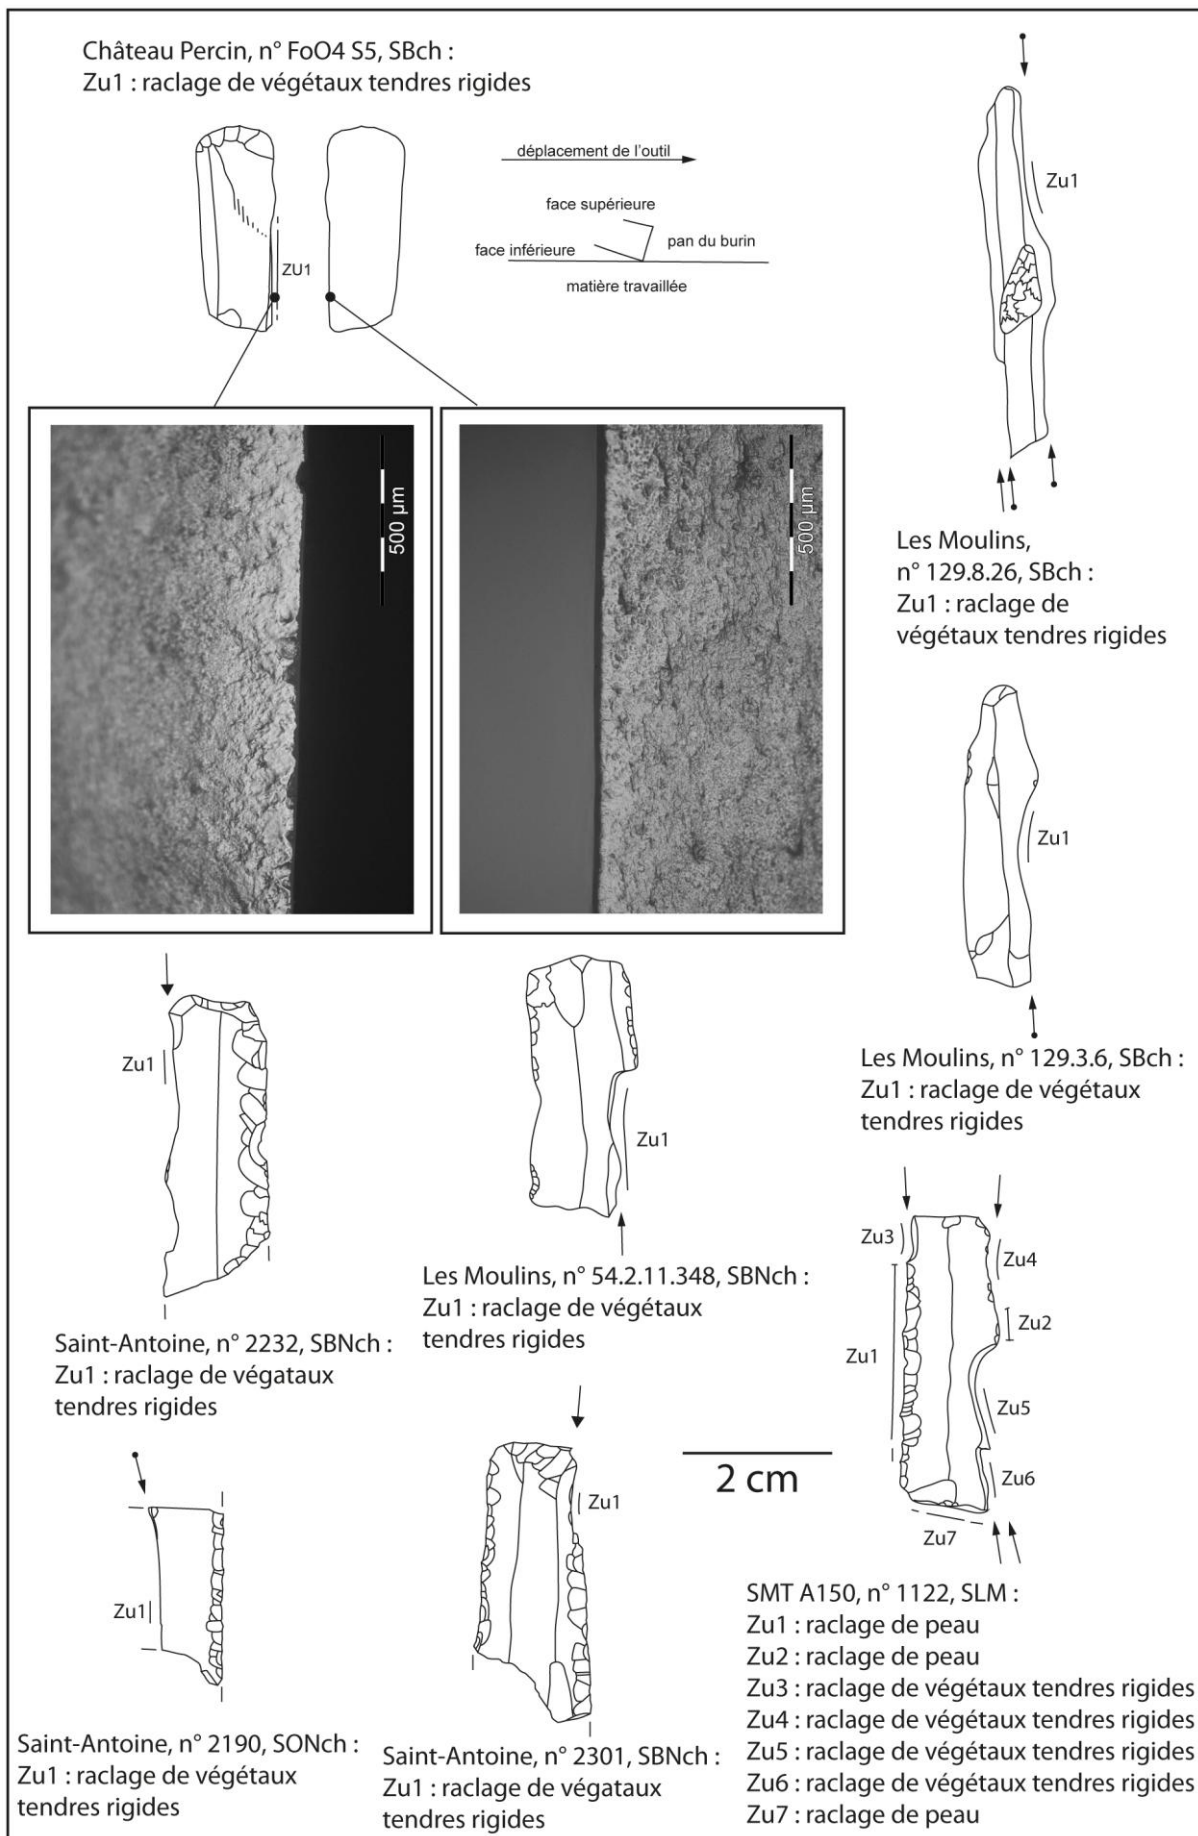 Château Percin, n° FoO4 S5, SBch :
Zu1 : raclage de végétaux tendres rigides
ZU1
déplacement de l'outil
face supérieure
face inférieure
pan du burin
matière travaillée
500 µm
500 µm
Zu1
Les Moulins,
n° 129.8.26, SBch :
Zu1 : raclage de
végétaux tendres rigides
Zu1
Les Moulins, n° 129.3.6, SBch :
Zu1 : raclage de végétaux
tendres rigides
Zu1
Saint-Antoine, n° 2232, SBNch :
Zu1 : raclage de végataux
tendres rigides
Zu1
Les Moulins, n° 54.2.11.348, SBNch :
Zu1 : raclage de végétaux
tendres rigides
Zu3
Zu4
Zu2
Zu1
Zu5
Zu6
Zu7
2 cm
Zu1
Saint-Antoine, n° 2190, SONch :
Zu1 : raclage de végétaux
tendres rigides
Zu1
Saint-Antoine, n° 2301, SBNch :
Zu1 : raclage de végataux
tendres rigides
SMT A150, n° 1122, SLM :
Zu1 : raclage de peau
Zu2 : raclage de peau
Zu3 : raclage de végétaux tendres rigides
Zu4 : raclage de végétaux tendres rigides
Zu5 : raclage de végétaux tendres rigides
Zu6 : raclage de végétaux tendres rigides
Zu7 : raclage de peau